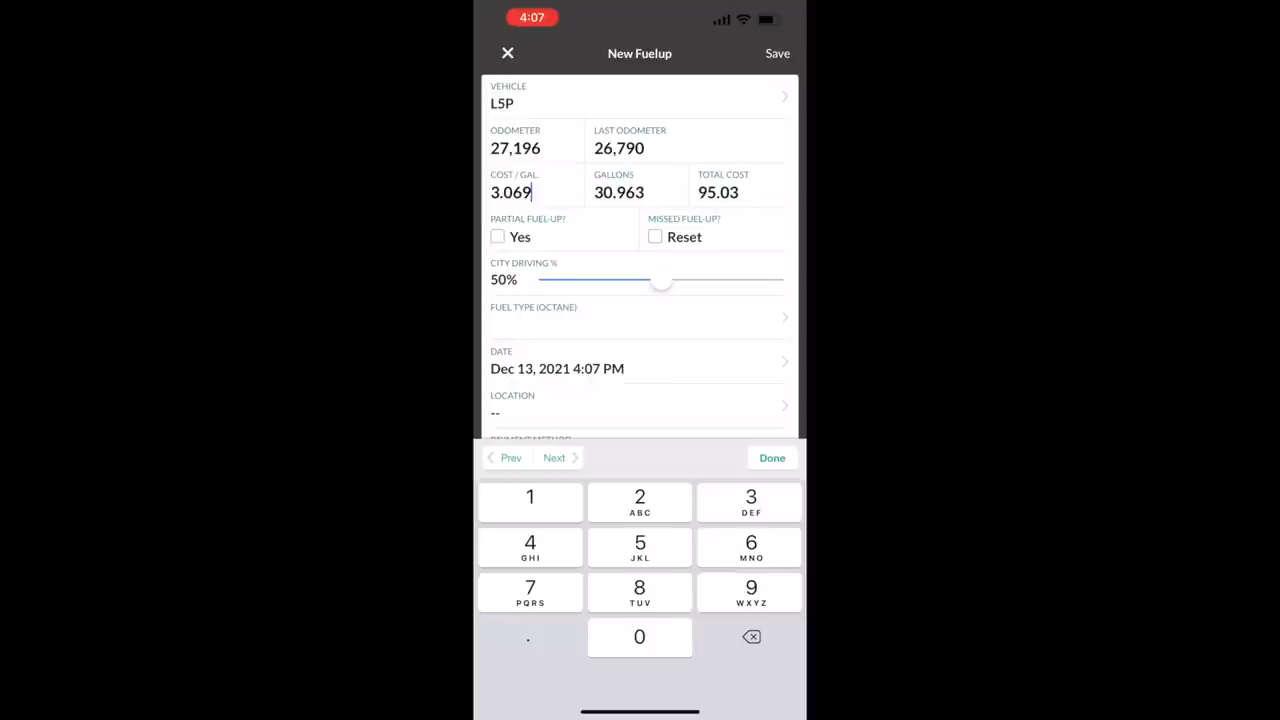 4:07
New Fuelup
Save
VEHICLE
L5P
ODOMETER
LAST ODOMETER
27,196
26,790
COST / GAL.
GALLONS
TOTAL COST
3.069
30.963
95.03
PARTIAL FUEL-UP?
MISSED FUEL-UP?
Yes
Reset
CITY DRIVING %
50%
FUEL TYPE (OCTANE)
DATE
Dec 13, 2021 4:07 PM
LOCATION
--
PAYMENT METHOD
Prev
Next
Done
1
2
3
ABC
DEF
4
5
6
GHI
JKL
MNO
7
8
9
PQRS
TUV
WXYZ
.
0